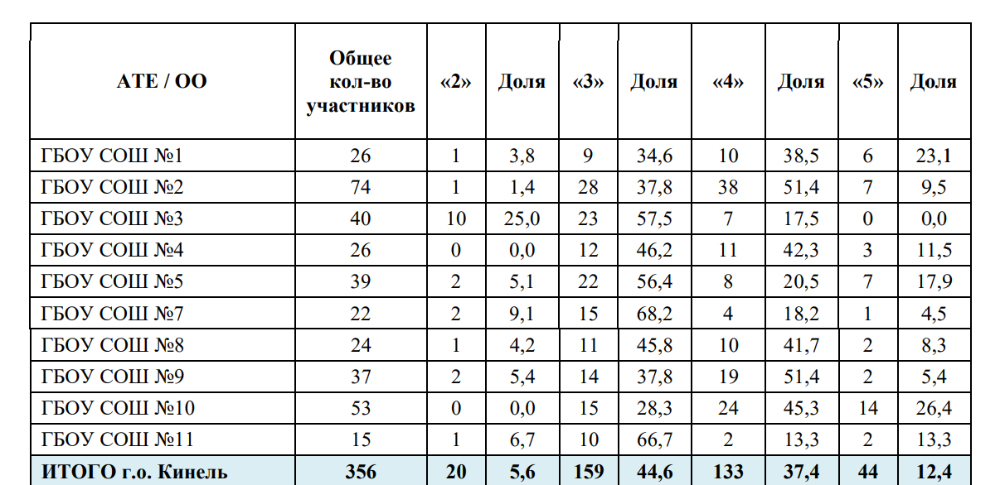 АТЕ / ОО Общее кол-во участников «2» Доля «3» Доля «4» Доля «5» Доля
ГБОУ СОШ №1 26 1 3,8 9 34,6 10 38,5 6 23,1
ГБОУ СОШ №2 74 1 1,4 28 37,8 38 51,4 7 9,5
ГБОУ СОШ №3 40 10 25,0 23 57,5 7 17,5 0 0,0
ГБОУ СОШ №4 26 0 0,0 12 46,2 11 42,3 3 11,5
ГБОУ СОШ №5 39 2 5,1 22 56,4 8 20,5 7 17,9
ГБОУ СОШ №7 22 2 9,1 15 68,2 4 18,2 1 4,5
ГБОУ СОШ №8 24 1 4,2 11 45,8 10 41,7 2 8,3
ГБОУ СОШ №9 37 2 5,4 14 37,8 19 51,4 2 5,4
ГБОУ СОШ №10 53 0 0,0 15 28,3 24 45,3 14 26,4
ГБОУ СОШ №11 15 1 6,7 10 66,7 2 13,3 2 13,3
ИТОГО г.о. Кинель 356 20 5,6 159 44,6 133 37,4 44 12,4